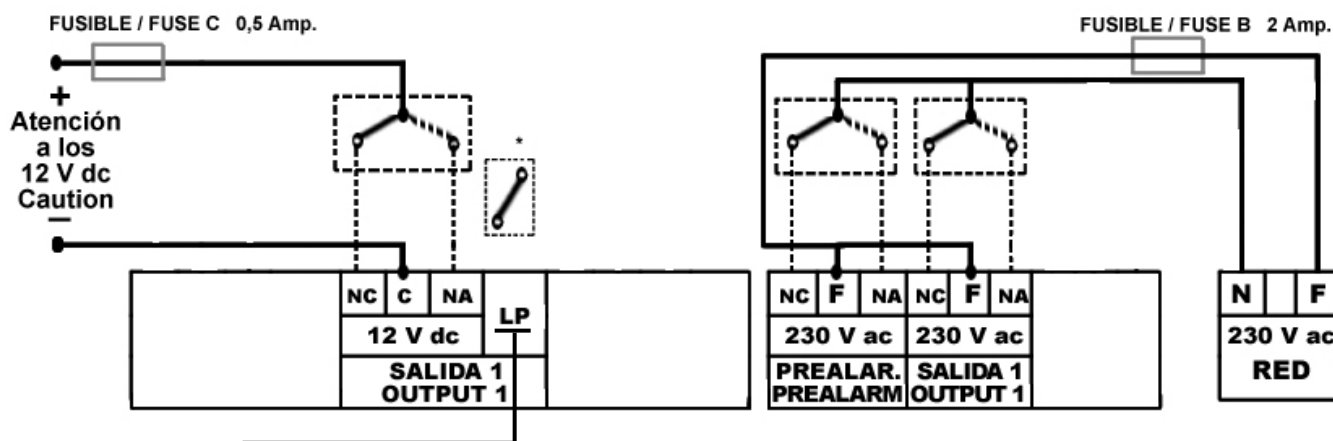 FUSIBLE / FUSE C 0,5 Amp.
FUSIBLE / FUSE B 2 Amp.
+
Atención
a los
12 V dc
Caution
—
*
NC C NA
LP
12 V dc
SALIDA 1
OUTPUT 1
NC F NA NC F NA
230 V ac 230 V ac
PREALAR. SALIDA 1
PREALARM OUTPUT 1
N F
230 V ac
RED